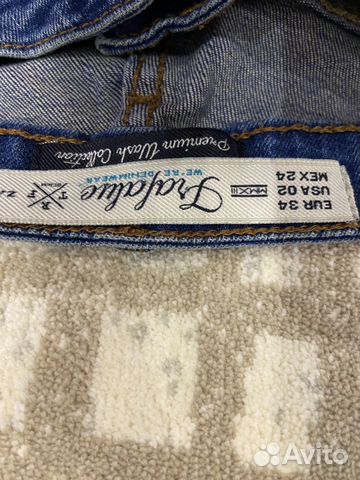 Premium Wash Collection
Trafaluc
WE'RE DENIMWEAR
MMXII
EUR 34
USA 02
MEX 24
Avito